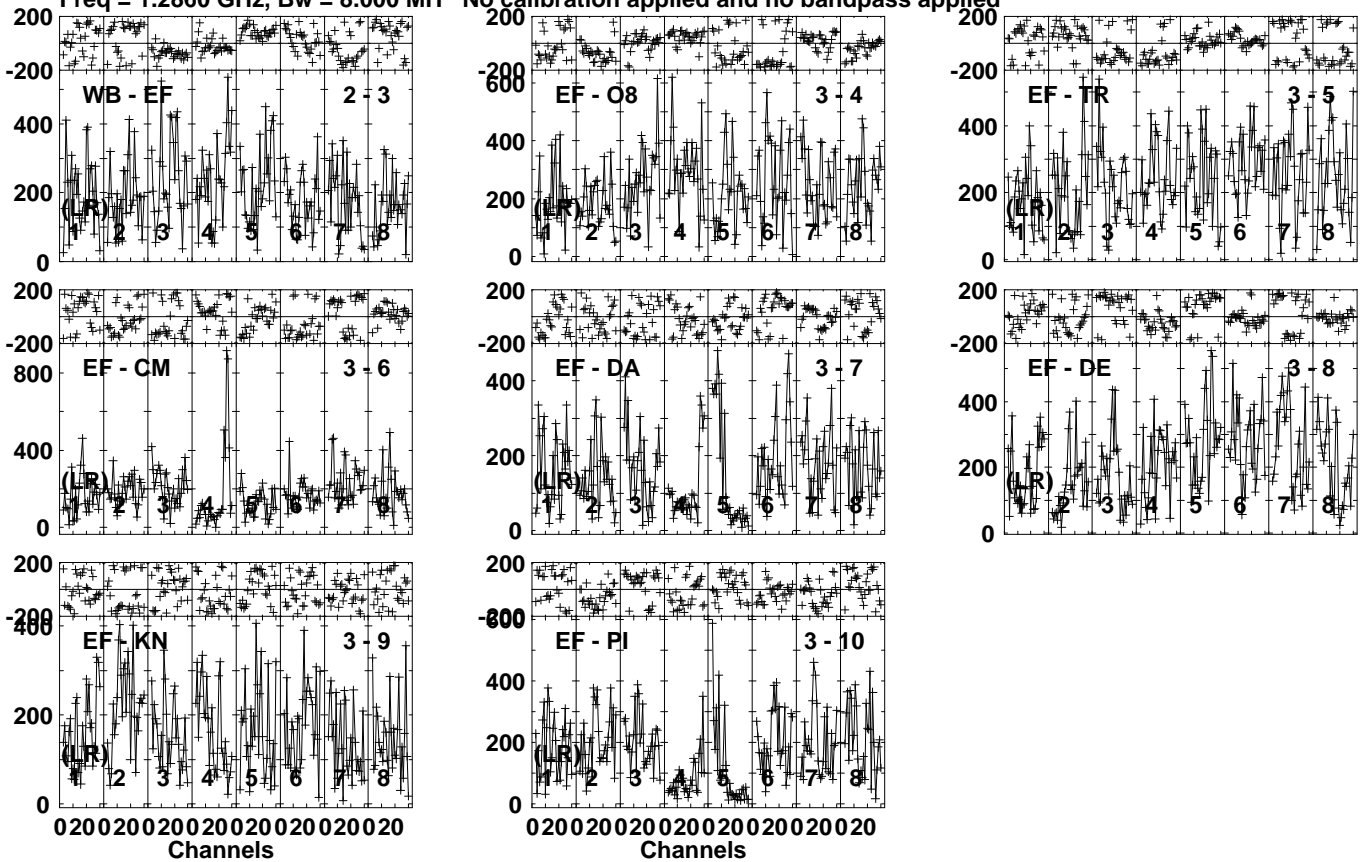 Freq = 1.2860 GHz, Bw = 8.000 MH No calibration applied and no bandpass applied
200
-200
WB - EF 2 - 3
400
200
0
(LR)
1 2 3 4 5 6 7 8
200
-200
600
EF - O8 3 - 4
400
200
0
(LR)
1 2 3 4 5 6 7 8
200
-200
EF - TR 3 - 5
400
200
0
(LR)
1 2 3 4 5 6 7 8
200
-200
EF - CM 3 - 6
800
400
0
(LR)
1 2 3 4 5 6 7 8
200
-200
EF - DA 3 - 7
400
200
0
(LR)
1 2 3 4 5 6 7 8
200
-200
EF - DE 3 - 8
400
200
0
(LR)
1 2 3 4 5 6 7 8
200
-200
400
EF - KN 3 - 9
200
0
(LR)
1 2 3 4 5 6 7 8
0 20 0 20 0 20 0 20 0 20 0 20 0 20 0 20
Channels
200
-200
600
EF - PI 3 - 10
400
200
0
(LR)
1 2 3 4 5 6 7 8
0 20 0 20 0 20 0 20 0 20 0 20 0 20 0 20
Channels